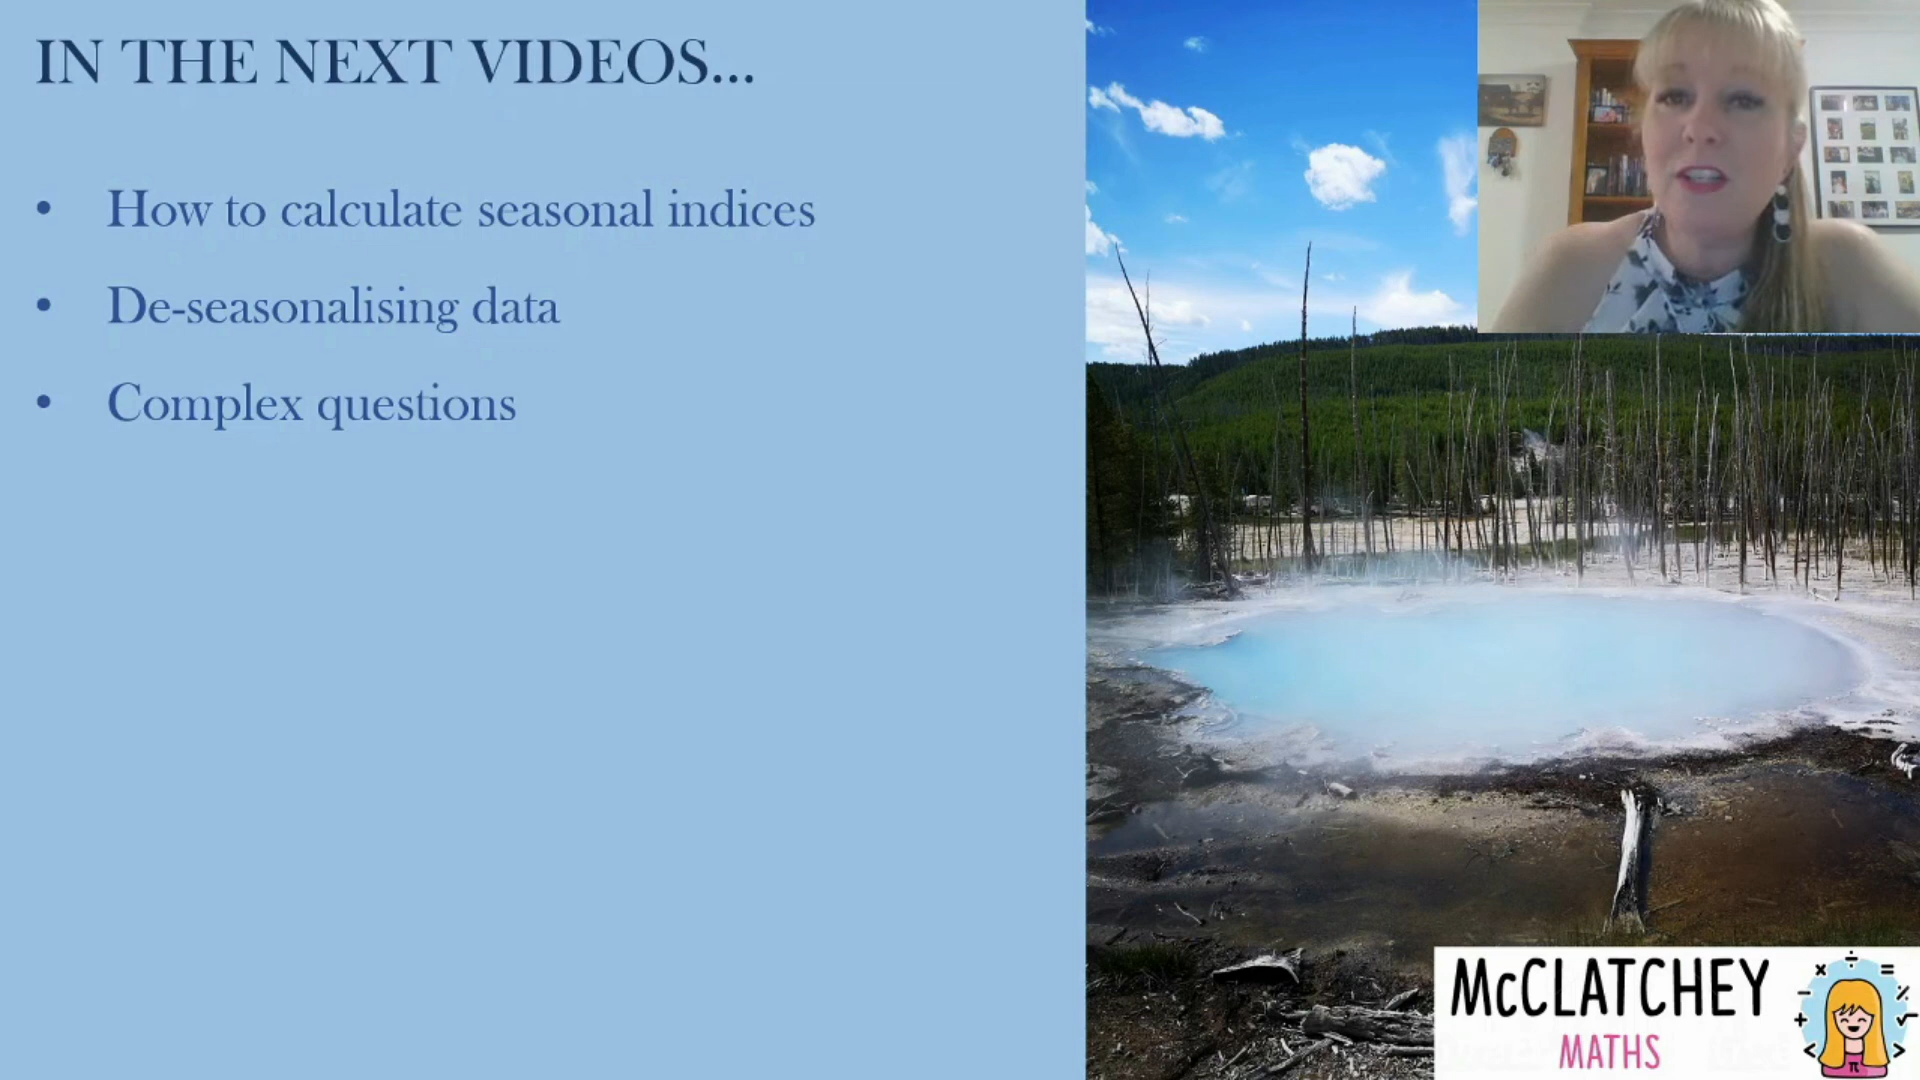 IN THE NEXT VIDEOS...
• How to calculate seasonal indices
• De-seasonalising data
• Complex questions
McCLATCHEY
MATHS